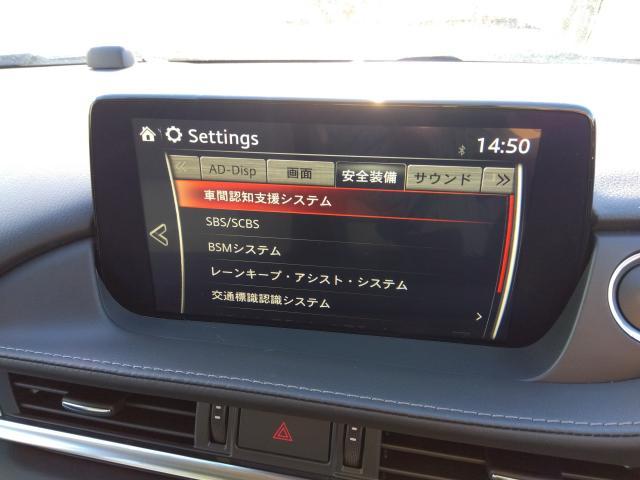 Settings 14:50
AD-Disp 画面 安全装備 サウンド
車間認知支援システム
SBS/SCBS
BSMシステム
レーンキープ・アシスト・システム
交通標識認識システム